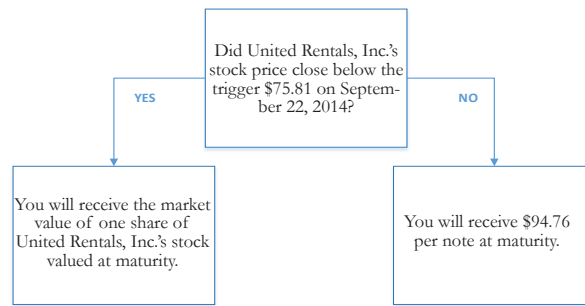 Did United Rentals, Inc.'s
stock price close below the
trigger $75.81 on Septem-
ber 22, 2014?
YES
NO
You will receive the market
value of one share of
United Rentals, Inc.'s stock
valued at maturity.
You will receive $94.76
per note at maturity.